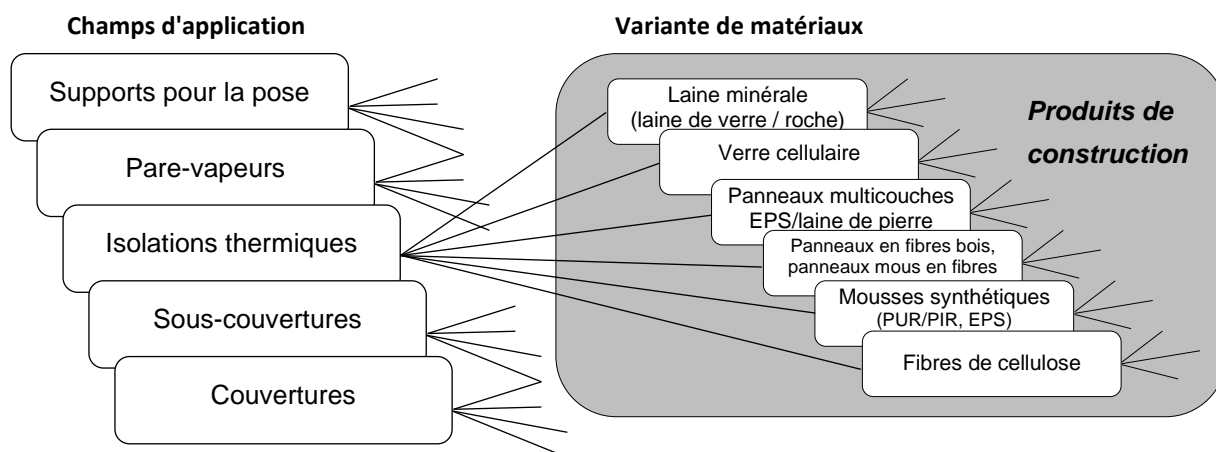 Champs d'application
Supports pour la pose
Pare-vapeurs
Isolations thermiques
Sous-couvertures
Couvertures
Variante de matériaux
Laine minérale
(laine de verre / roche)
Verre cellulaire
Panneaux multicouches
EPS/laine de pierre
Panneaux en fibres bois,
panneaux mous en fibres
Mousses synthétiques
(PUR/PIR, EPS)
Fibres de cellulose
Produits de
construction